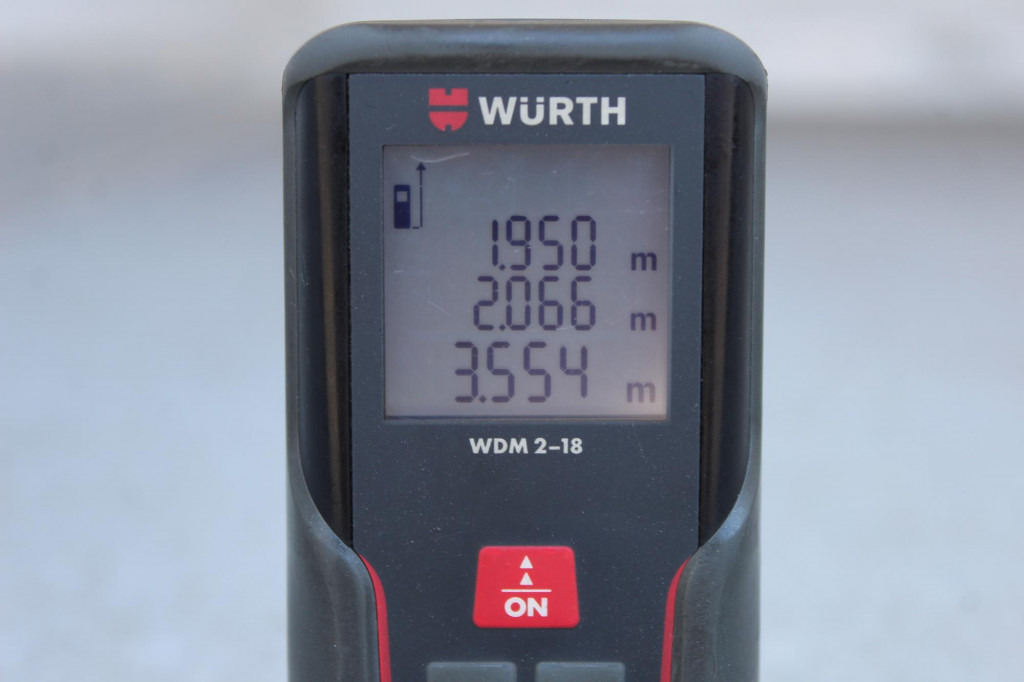 WÜRTH
1.950 m
2.066 m
3.554 m
WDM 2-18
ON